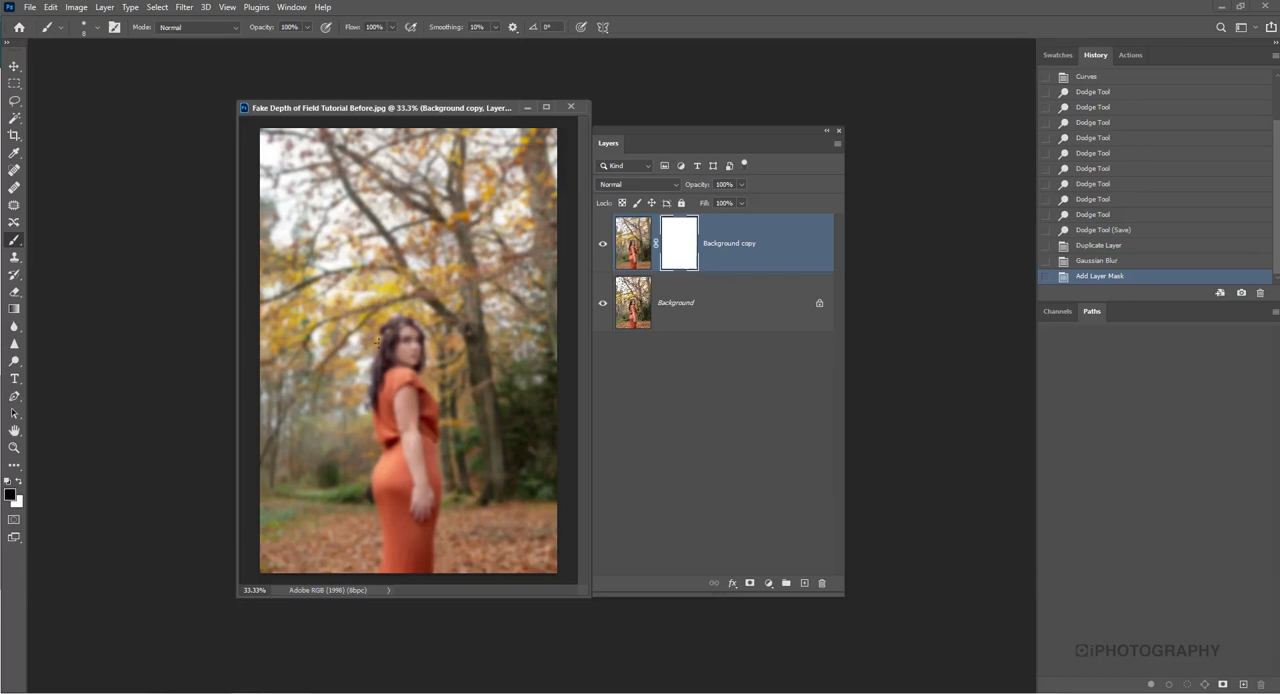 Ps File Edit Image Layer Type Select Filter 3D View Plugins Window Help
8 Mode: Normal Opacity: 100% Flow: 100% Smoothing: 10% 0°
Swatches History Actions
Curves
Dodge Tool
Dodge Tool
Dodge Tool
Dodge Tool
Dodge Tool
Dodge Tool
Dodge Tool
Dodge Tool
Dodge Tool
Dodge Tool (Save)
Duplicate Layer
Gaussian Blur
Add Layer Mask
Channels Paths
Ps Fake Depth of Field Tutorial Before.jpg @ 33.3% (Background copy, Layer...
Layers
Kind
Normal Opacity: 100%
Lock: Fill: 100%
Background copy
Background
fx
33.33% Adobe RGB (1998) (8bpc)
iPHOTOGRAPHY